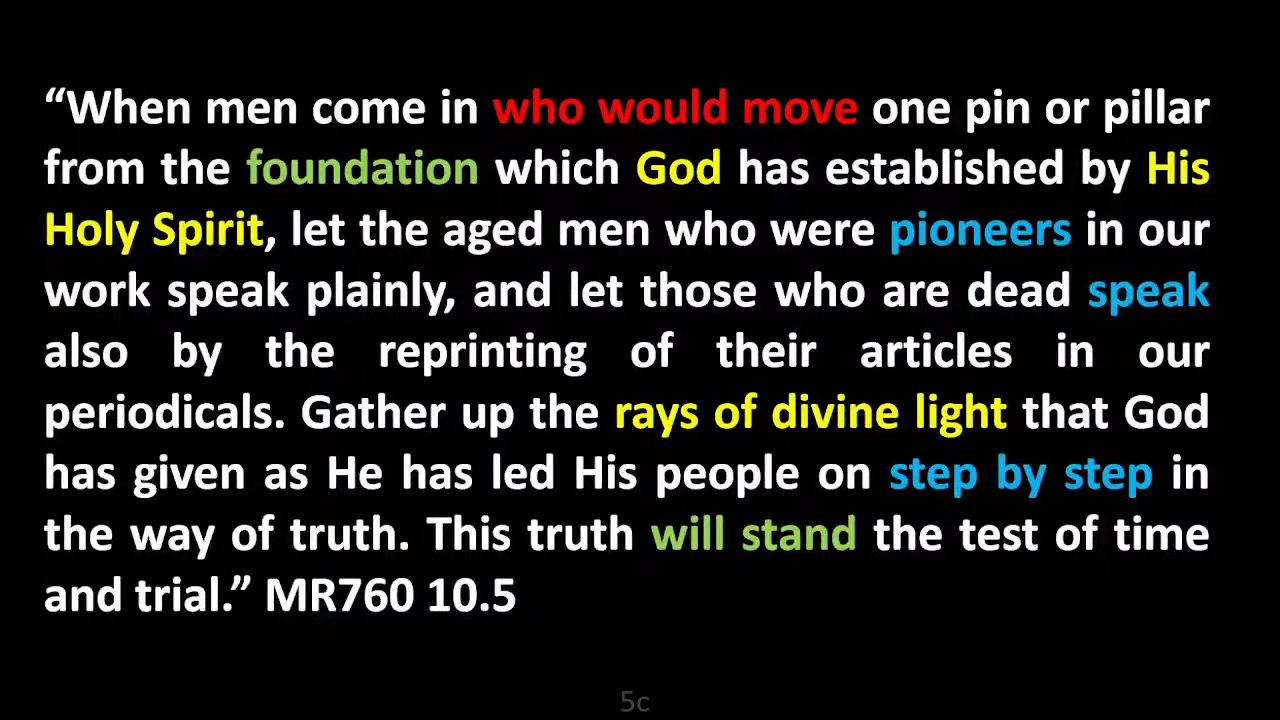 “When men come in who would move one pin or pillar
from the foundation which God has established by His
Holy Spirit, let the aged men who were pioneers in our
work speak plainly, and let those who are dead speak
also by the reprinting of their articles in our
periodicals. Gather up the rays of divine light that God
has given as He has led His people on step by step in
the way of truth. This truth will stand the test of time
and trial.” MR760 10.5
5c